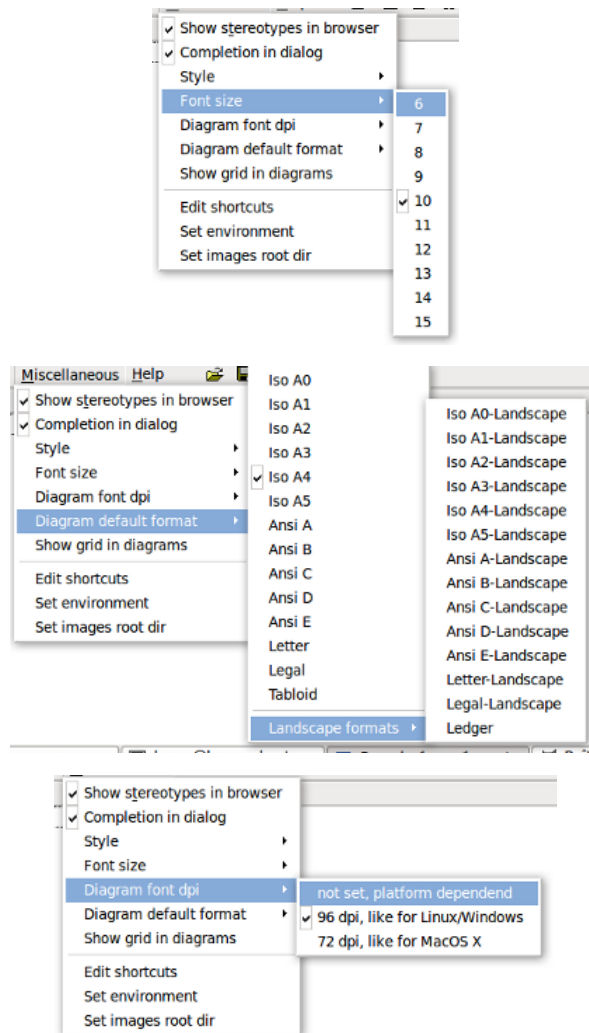 Show stereotypes in browser
Completion in dialog
Style
Font size
6
Diagram font dpi
7
Diagram default format
8
Show grid in diagrams
9
10
Edit shortcuts
11
Set environment
12
Set images root dir
13
14
15
Miscellaneous Help
Show stereotypes in browser
Completion in dialog
Style
Font size
Diagram font dpi
Diagram default format
Show grid in diagrams
Edit shortcuts
Set environment
Set images root dir
Iso A0
Iso A1
Iso A2
Iso A3
Iso A4
Iso A5
Ansi A
Ansi B
Ansi C
Ansi D
Ansi E
Letter
Legal
Tabloid
Landscape formats
Iso A0-Landscape
Iso A1-Landscape
Iso A2-Landscape
Iso A3-Landscape
Iso A4-Landscape
Iso A5-Landscape
Ansi A-Landscape
Ansi B-Landscape
Ansi C-Landscape
Ansi D-Landscape
Ansi E-Landscape
Letter-Landscape
Legal-Landscape
Ledger
Show stereotypes in browser
Completion in dialog
Style
Font size
Diagram font dpi
Diagram default format
Show grid in diagrams
Edit shortcuts
Set environment
Set images root dir
not set, platform dependend
96 dpi, like for Linux/Windows
72 dpi, like for MacOS X